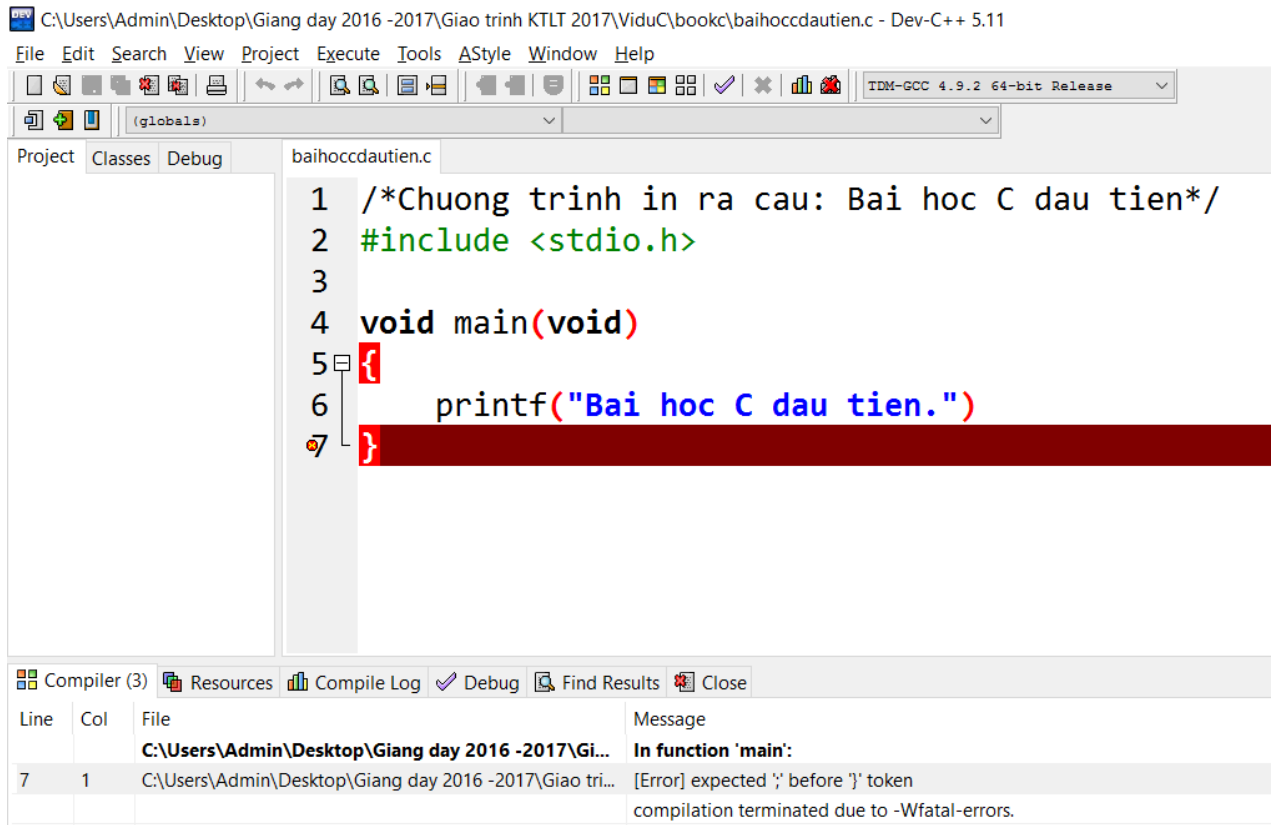 C:\Users\Admin\Desktop\Giang day 2016 -2017\Giao trinh KTLT 2017\ViduC\bookc\baihoccdautien.c - Dev-C++ 5.11
File Edit Search View Project Execute Tools AStyle Window Help
TDM-GCC 4.9.2 64-bit Release
(globals)
Project Classes Debug
baihoccdautien.c
1 /*Chuong trinh in ra cau: Bai hoc C dau tien*/
2 #include <stdio.h>
3
4 void main(void)
5 {
6 printf("Bai hoc C dau tien.")
7 }
Compiler (3) Resources Compile Log Debug Find Results Close
Line Col File Message
C:\Users\Admin\Desktop\Giang day 2016 -2017\Gi... In function 'main':
7 1 C:\Users\Admin\Desktop\Giang day 2016 -2017\Giao tri... [Error] expected ';' before '}' token
compilation terminated due to -Wfatal-errors.